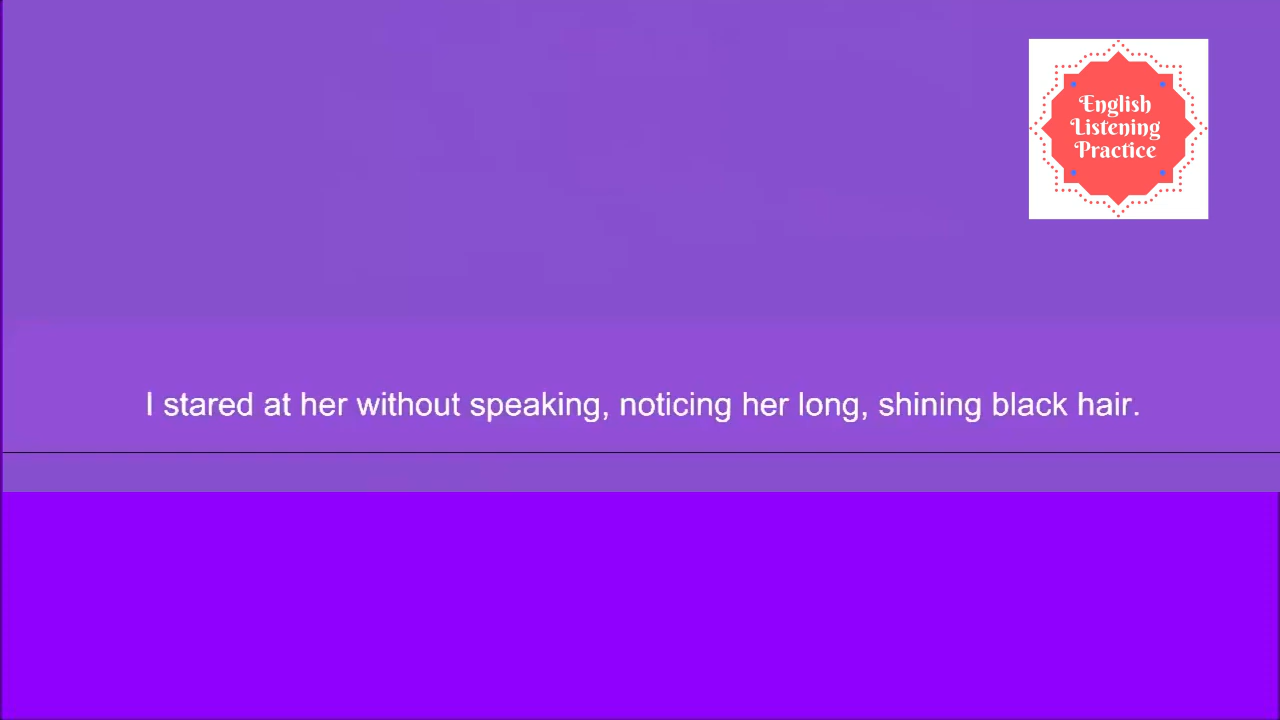 English
Listening
Practice
I stared at her without speaking, noticing her long, shining black hair.